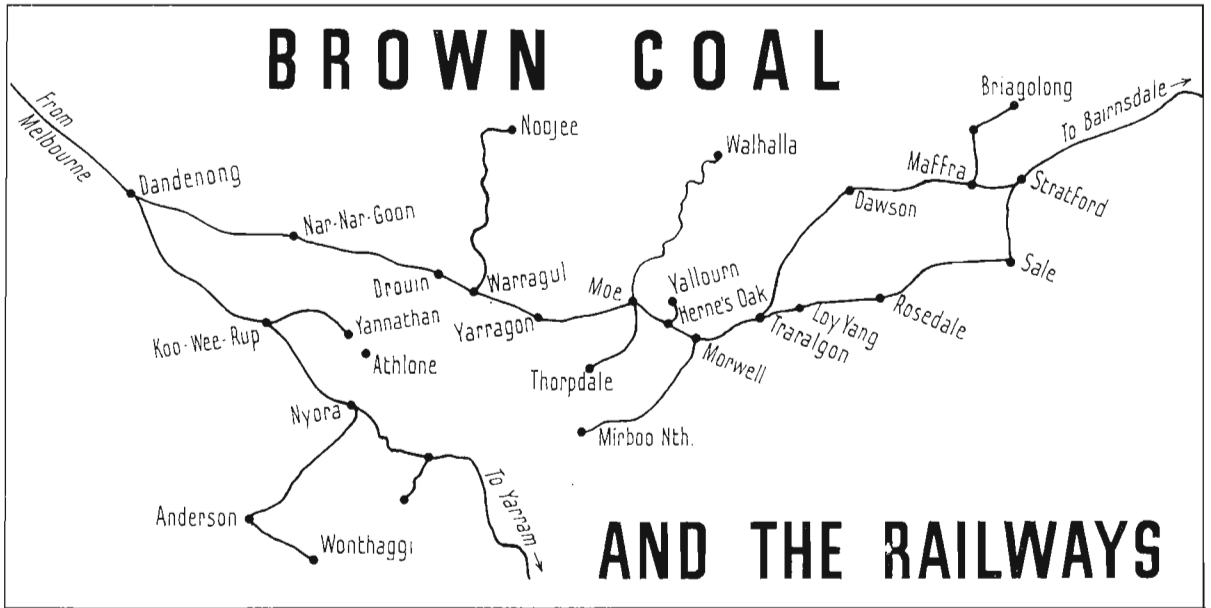 BROWN COAL
From
Melbourne
Dandenong
Nar-Nar-Goon
Noojee
Walhalla
Briagolong
To Bairnsdale →
Maffra
Stratford
Dawson
Drouin
Warragul
Moe
Yallourn
Herne's Oak
Sale
Rosedale
Loy Yang
Traralgon
Yarragon
Morwell
Koo-Wee-Rup
Yannathan
Athlone
Thorpdale
Nyora
Mirboo Nth.
Anderson
Wonthaggi
To Yarram →
AND THE RAILWAYS